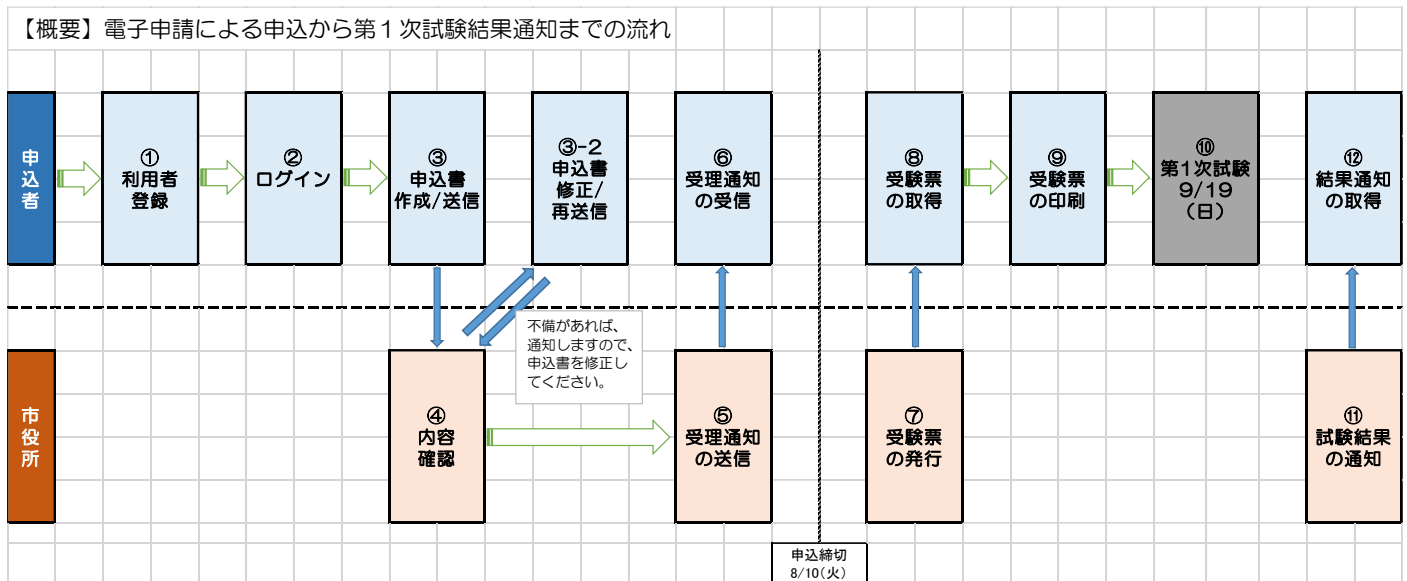 【概要】電子申請による申込から第１次試験結果通知までの流れ
申込者
①
利用者
登録
②
ログイン
③
申込書
作成/送信
③-2
申込書
修正/
再送信
⑥
受理通知
の受信
⑧
受験票
の取得
⑨
受験票
の印刷
⑩
第1次試験
9/19
（日）
⑫
結果通知
の取得
不備があれば、
通知しますので、
申込書を修正し
てください。
市役所
④
内容
確認
⑤
受理通知
の送信
⑦
受験票
の発行
⑪
試験結果
の通知
申込締切
8/10(火)